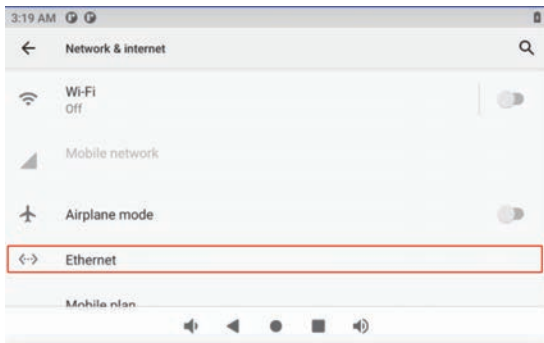 3:19 AM
Network & internet
Wi-Fi
Off
Mobile network
Airplane mode
Ethernet
Mobile plan